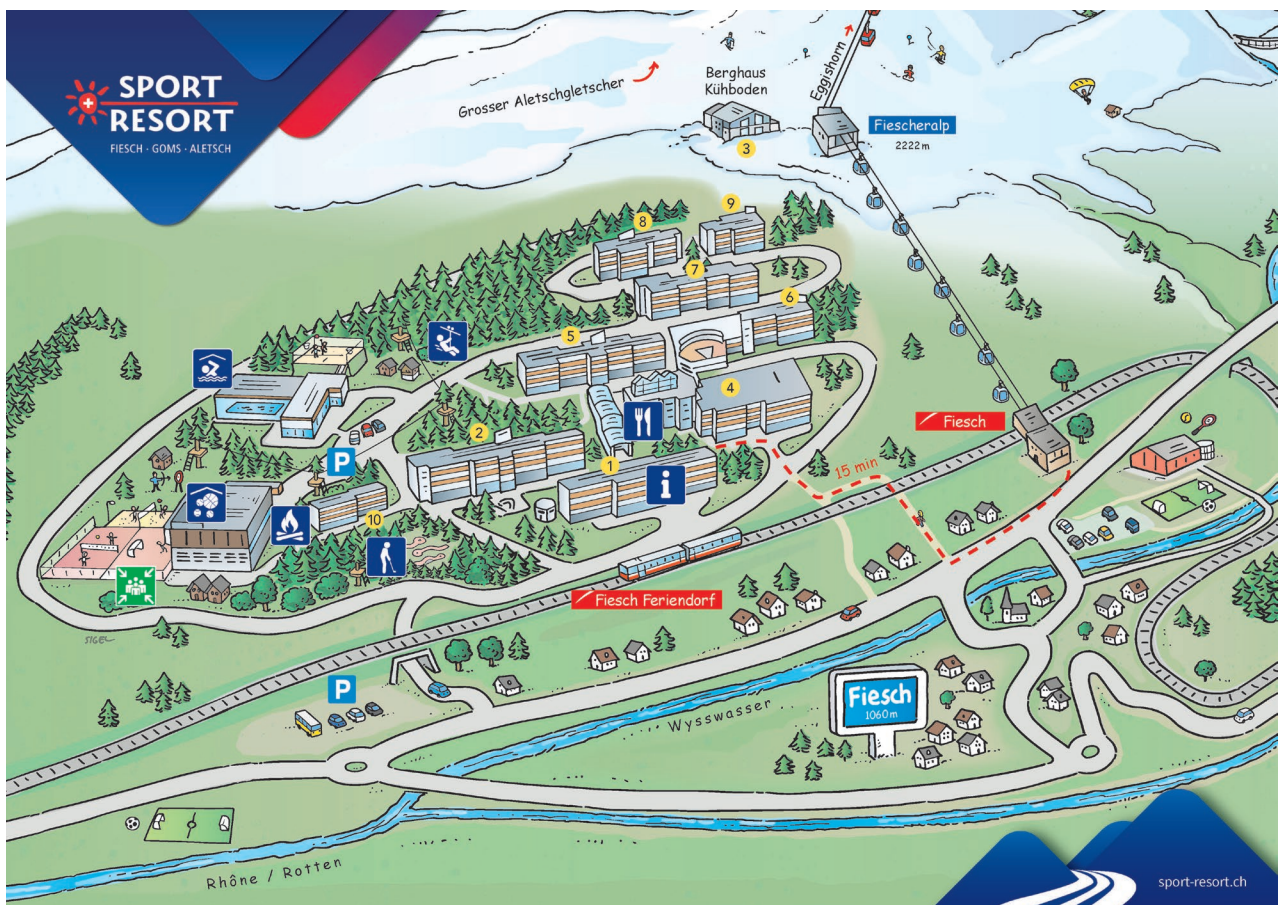 SPORT
RESORT
FIESCH · GOMS · ALETSCH
Grosser Aletschgletscher
Berghaus
Kühboden
3
Eggishorn
Fiescheralp
2222 m
8
9
7
6
5
4
2
1
10
P
i
15 min
Fiesch
Fiesch Feriendorf
SIGEL
P
Fiesch
1060 m
Wysswasser
Rhône / Rotten
sport-resort.ch